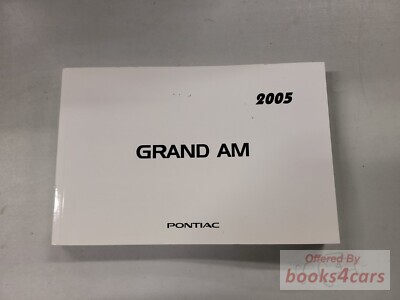 2005
GRAND AM
PONTIAC
Offered By
books4cars